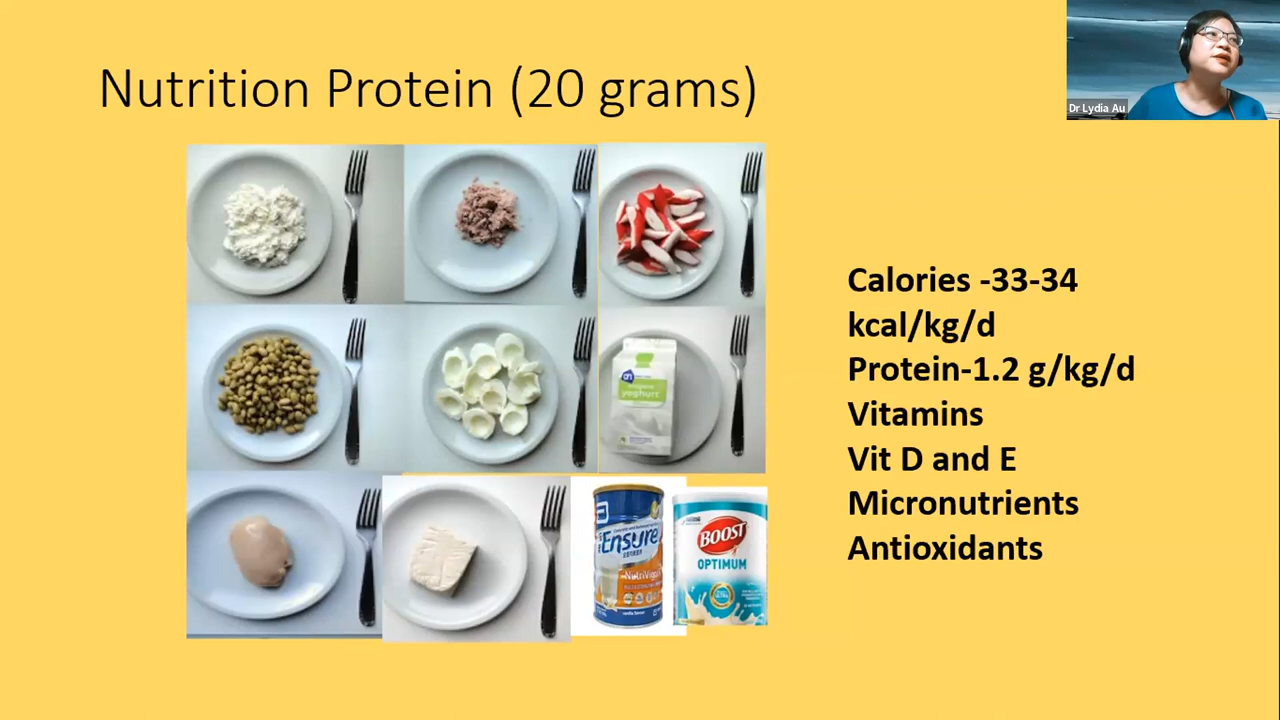 Nutrition Protein (20 grams)
Dr Lydia Au
Calories -33-34
kcal/kg/d
Protein-1.2 g/kg/d
Vitamins
Vit D and E
Micronutrients
Antioxidants
yoghurt
Ensure
NutriVigor
BOOST
OPTIMUM